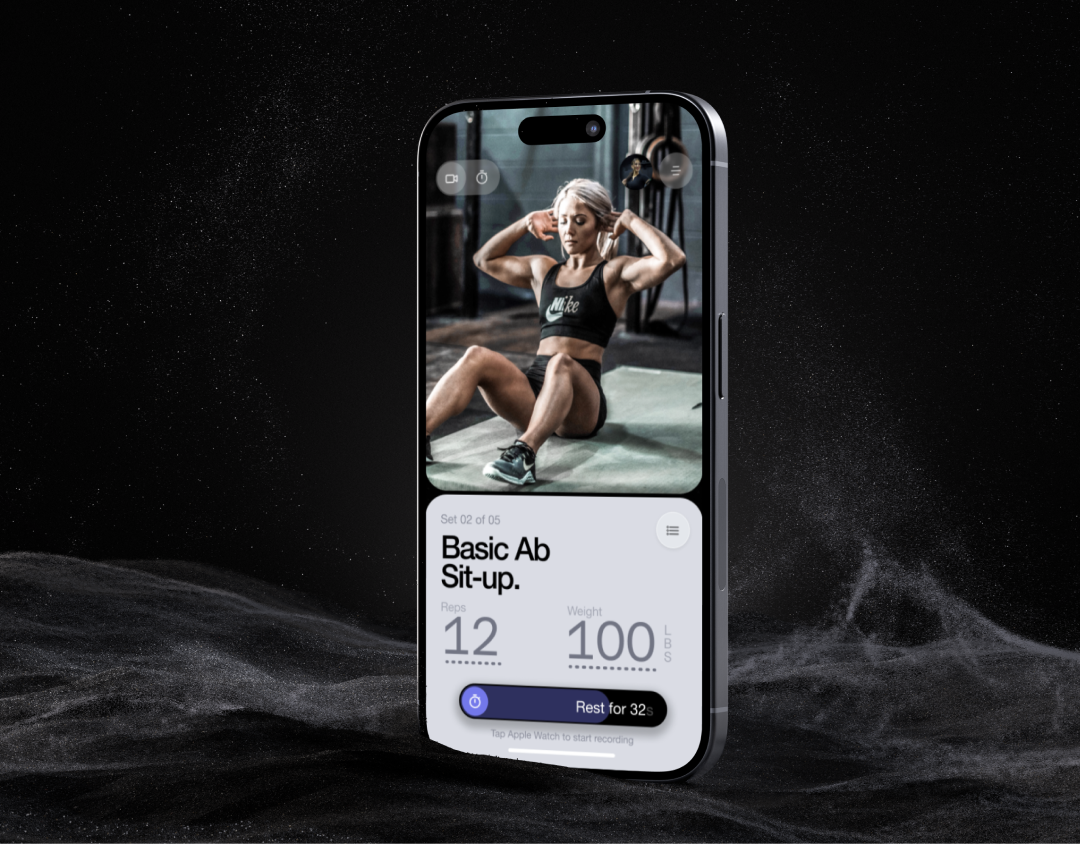 Nike
Set 02 of 05
Basic Ab
Sit-up.
Reps
Weight
12
100
LBS
Rest for 32s
Tap Apple Watch to start recording